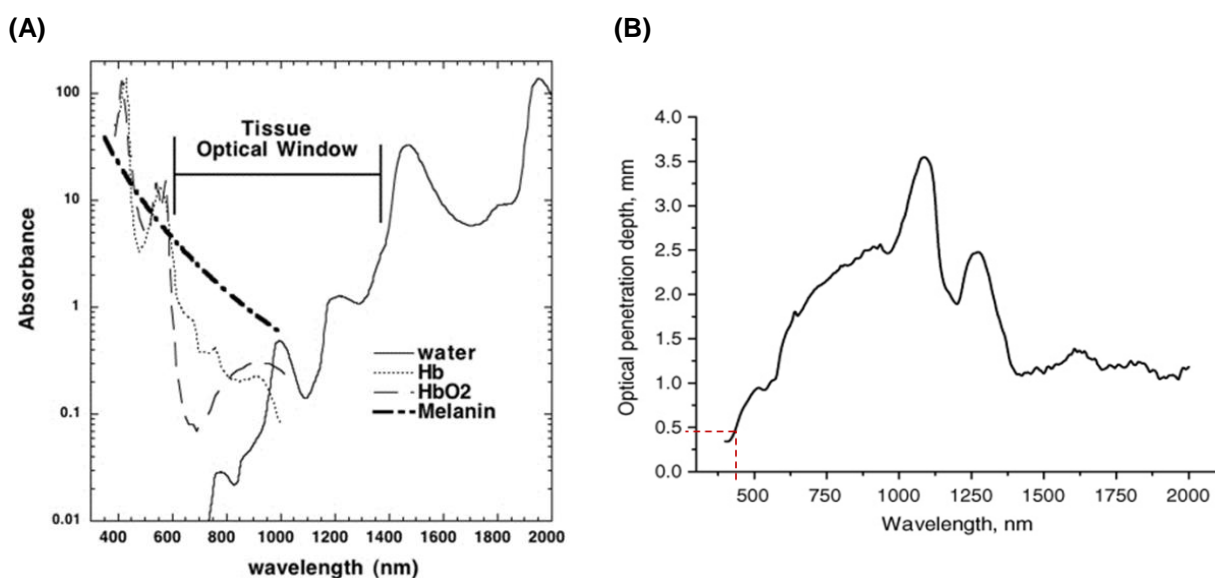 (A)
100
10
1
0.1
0.01
Absorbance
Tissue
Optical Window
water
Hb
HbO2
Melanin
400 600 800 1000 1200 1400 1600 1800 2000
wavelength (nm)
(B)
4.0
3.5
3.0
2.5
2.0
1.5
1.0
0.5
0.0
Optical penetration depth, mm
500 750 1000 1250 1500 1750 2000
Wavelength, nm